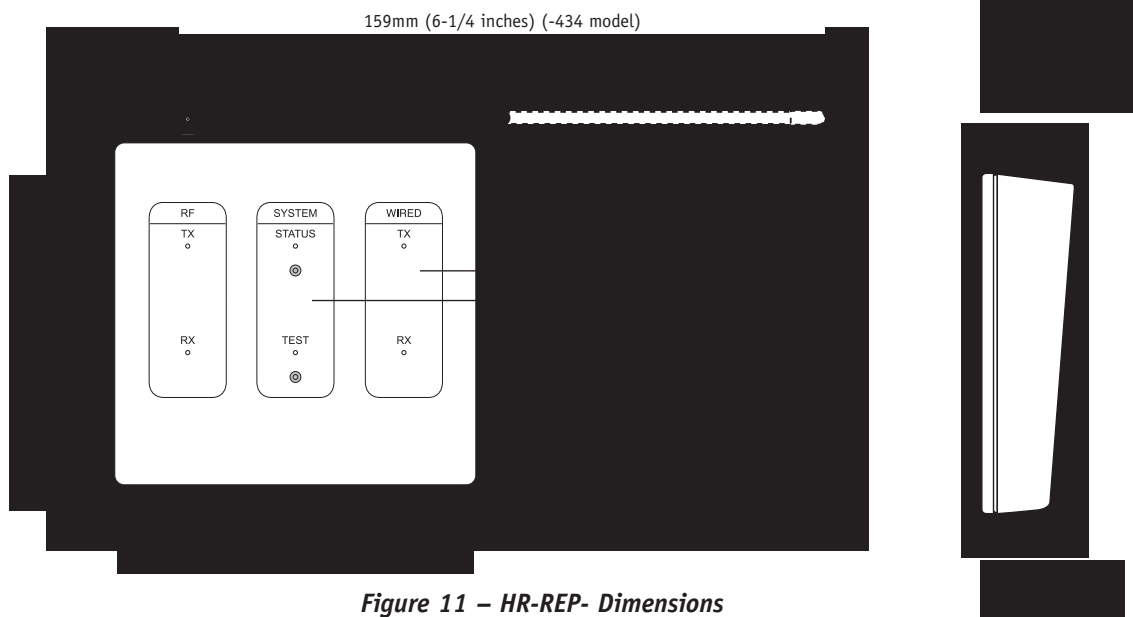 159mm (6-1/4 inches) (-434 model)
RF
SYSTEM
WIRED
TX
STATUS
TX
RX
TEST
RX
Figure 11 – HR-REP- Dimensions